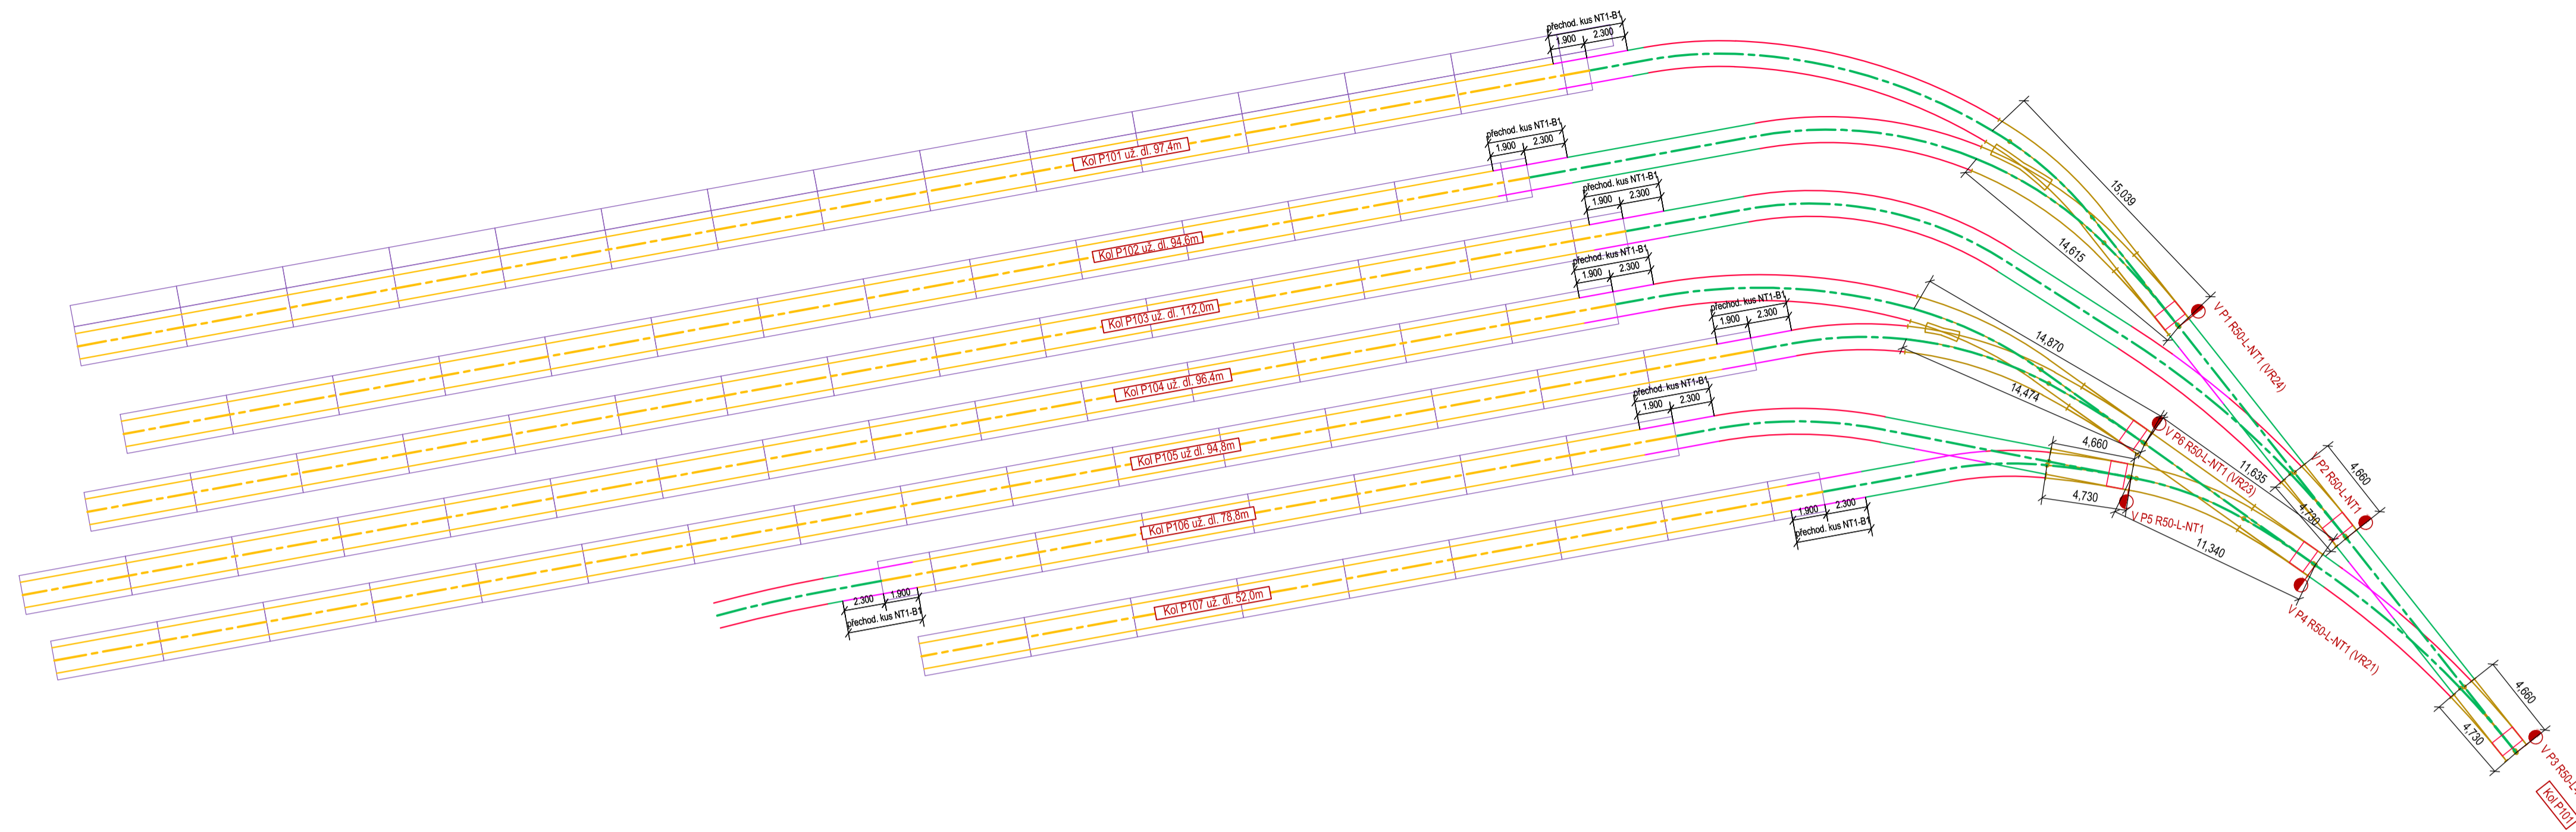 přechod. kus NT1-B1
1.900 2.300
Kol P101 už. dl. 97,4m
přechod. kus NT1-B1
1.900 2.300
Kol P102 už. dl. 94.6m
přechod. kus NT1-B1
1.900 2.300
Kol P103 už. dl. 112,0m
přechod. kus NT1-B1
1.900 2.300
Kol P104 už. dl. 96,4m
přechod. kus NT1-B1
1.900 2.300
Kol P105 už dl. 94,8m
přechod. kus NT1-B1
1.900 2.300
Kol P106 už. dl. 78,8m
1.900 2.300
přechod. kus NT1-B1
2.300 1.900
přechod. kus NT1-B1
Kol P107 už. dl. 52,0m
15,039
14,615
V P1 R50-L-NT1 (VR24)
14,870
14,474
V P6 R50-L-NT1 (VR23)
4,660
4,730
V P5 R50-L-NT1
11,635
11,340
V P2 R50-L-NT1
4,660
4,730
V P4 R50-L-NT1 (VR21)
4,660
4,730
V P3 R50-L-
Kol P101